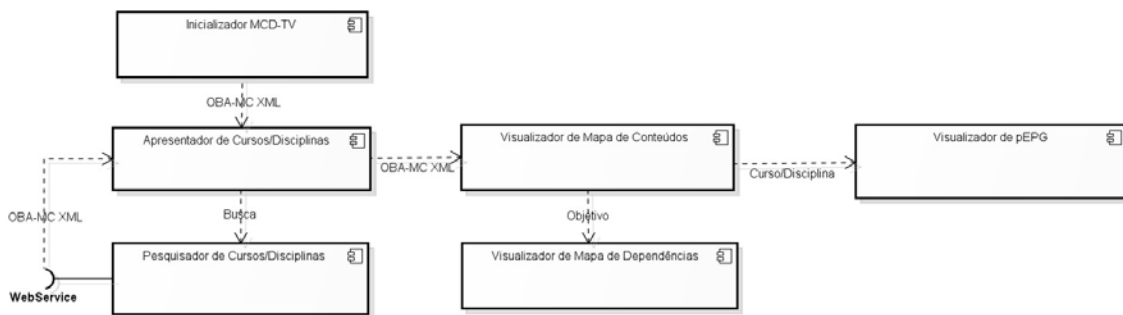 Inicializador MCD-TV
OBA-MC XML
Apresentador de Cursos/Disciplinas
Visualizador de Mapa de Conteúdos
Visualizador de pEPG
OBA-MC XML
Curso/Disciplina
OBA-MC XML
Busca
Objetivo
Pesquisador de Cursos/Disciplinas
Visualizador de Mapa de Dependências
WebService